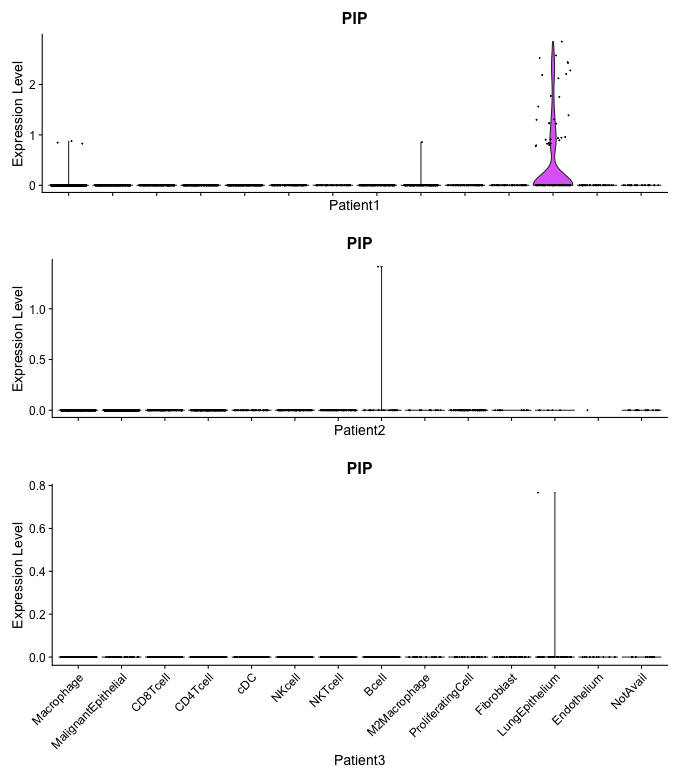 PIP
Expression Level
2
1
0
Patient1
PIP
Expression Level
1.0
0.5
0.0
Patient2
PIP
Expression Level
0.8
0.6
0.4
0.2
0.0
Macrophage
MalignantEpithelial
CD8Tcell
CD4Tcell
cDC
NKcell
NKTcell
Bcell
M2Macrophage
ProliferatingCell
Fibroblast
LungEpithelium
Endothelium
NotAvail
Patient3